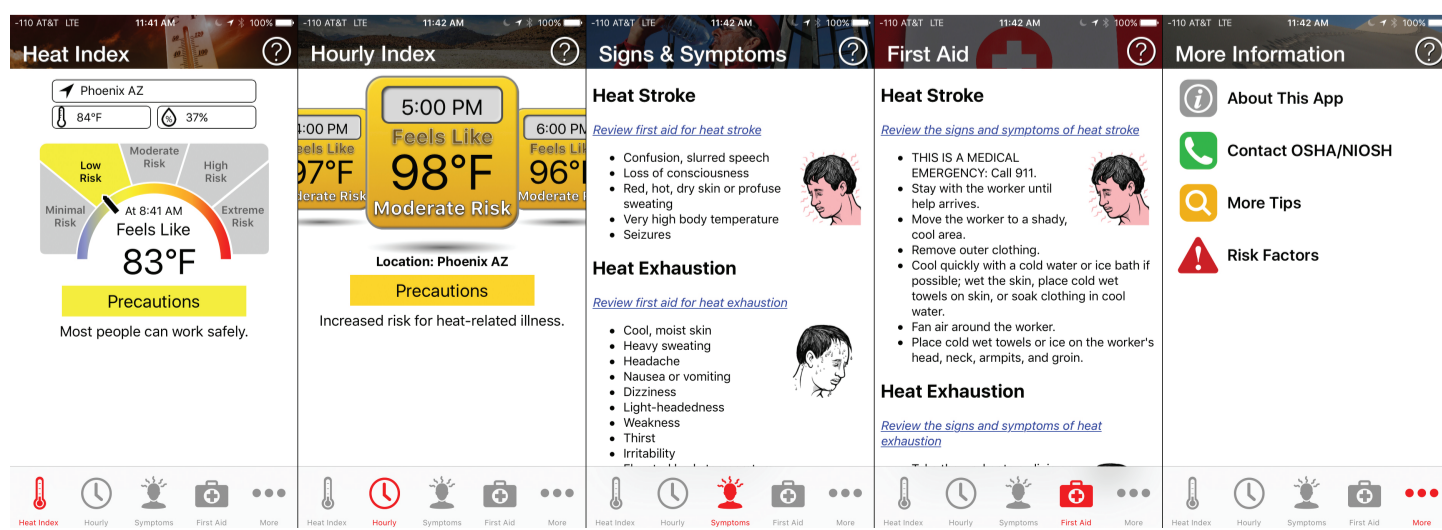 -110 AT&T LTE 11:41 AM 100%
Heat Index ?
Phoenix AZ
84°F % 37%
Minimal
Risk
Low
Risk
Moderate
Risk
High
Risk
Extreme
Risk
At 8:41 AM
Feels Like
83°F
Precautions
Most people can work safely.
Heat Index Hourly Symptoms First Aid More
-110 AT&T LTE 11:42 AM 100%
Hourly Index ?
4:00 PM
Feels Like
97°F
Moderate Risk
5:00 PM
Feels Like
98°F
Moderate Risk
6:00 PM
Feels Like
96°
Moderate
Location: Phoenix AZ
Precautions
Increased risk for heat-related illness.
Heat Index Hourly Symptoms First Aid More
-110 AT&T LTE 11:42 AM 100%
Signs & Symptoms ?
Heat Stroke
Review first aid for heat stroke
• Confusion, slurred speech
• Loss of consciousness
• Red, hot, dry skin or profuse
sweating
• Very high body temperature
• Seizures
Heat Exhaustion
Review first aid for heat exhaustion
• Cool, moist skin
• Heavy sweating
• Headache
• Nausea or vomiting
• Dizziness
• Light-headedness
• Weakness
• Thirst
• Irritability
Heat Index Hourly Symptoms First Aid More
-110 AT&T LTE 11:42 AM 100%
First Aid ?
Heat Stroke
Review the signs and symptoms of heat stroke
• THIS IS A MEDICAL
EMERGENCY: Call 911.
• Stay with the worker until
help arrives.
• Move the worker to a shady,
cool area.
• Remove outer clothing.
• Cool quickly with a cold water or ice bath if
possible; wet the skin, place cold wet
towels on skin, or soak clothing in cool
water.
• Fan air around the worker.
• Place cold wet towels or ice on the worker's
head, neck, armpits, and groin.
Heat Exhaustion
Review the signs and symptoms of heat
exhaustion
Heat Index Hourly Symptoms First Aid More
-110 AT&T LTE 11:42 AM 100%
More Information ?
About This App
Contact OSHA/NIOSH
More Tips
Risk Factors
Heat Index Hourly Symptoms First Aid More